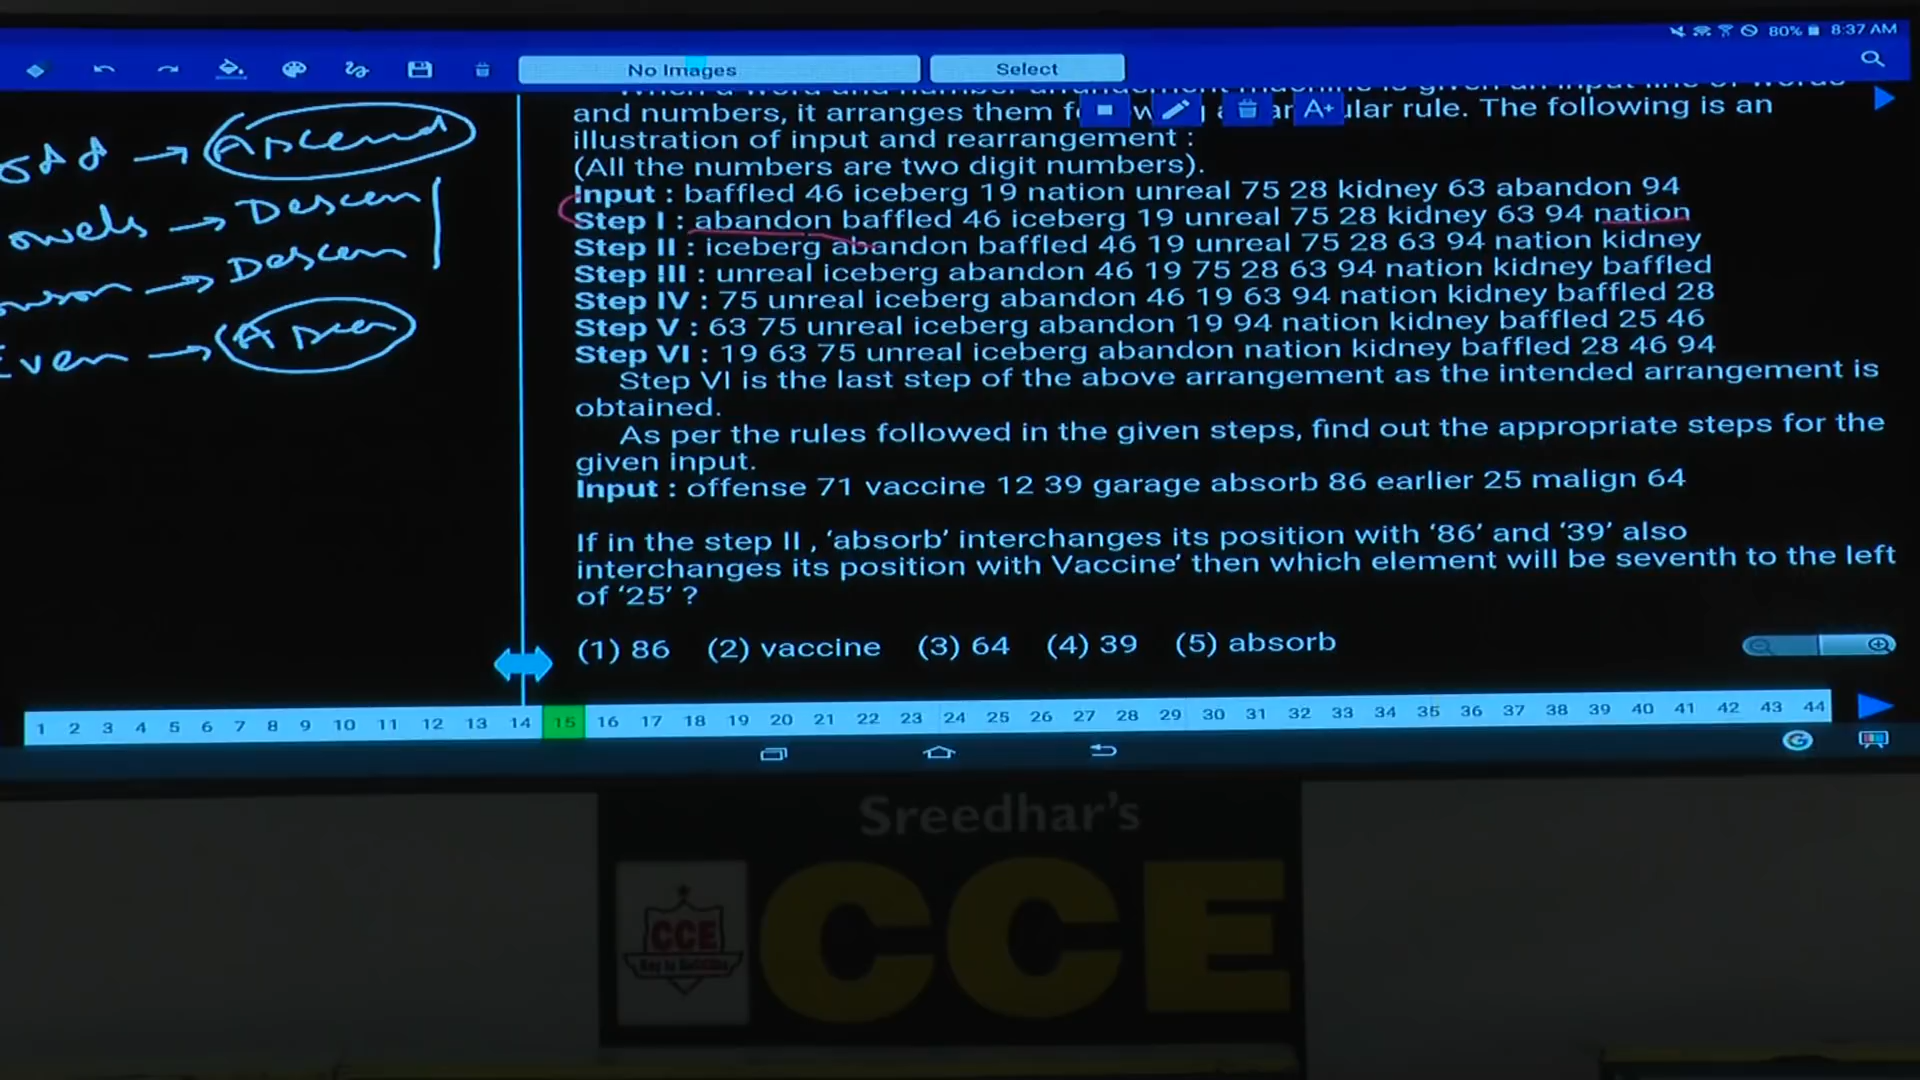 80% 8:37 AM
No Images
Select
and numbers, it arranges them
A+
ular rule. The following is an
illustration of input and rearrangement :
(All the numbers are two digit numbers).
Input : baffled 46 iceberg 19 nation unreal 75 28 kidney 63 abandon 94
Step I : abandon baffled 46 iceberg 19 unreal 75 28 kidney 63 94 nation
Step II : iceberg abandon baffled 46 19 unreal 75 28 63 94 nation kidney
Step III : unreal iceberg abandon 46 19 75 28 63 94 nation kidney baffled
Step IV : 75 unreal iceberg abandon 46 19 63 94 nation kidney baffled 28
Step V : 63 75 unreal iceberg abandon 19 94 nation kidney baffled 25 46
Step VI : 19 63 75 unreal iceberg abandon nation kidney baffled 28 46 94
Step VI is the last step of the above arrangement as the intended arrangement is
obtained.
As per the rules followed in the given steps, find out the appropriate steps for the
given input.
Input : offense 71 vaccine 12 39 garage absorb 86 earlier 25 malign 64
If in the step II , ‘absorb’ interchanges its position with ‘86’ and ‘39’ also
interchanges its position with Vaccine’ then which element will be seventh to the left
of ‘25’ ?
(1) 86 (2) vaccine (3) 64 (4) 39 (5) absorb
owels → Descen
→ Descen
Even →
1 2 3 4 5 6 7 8 9 10 11 12 13 14 15 16 17 18 19 20 21 22 23 24 25 26 27 28 29 30 31 32 33 34 35 36 37 38 39 40 41 42 43 44
Sreedhar's
CCE
CCE